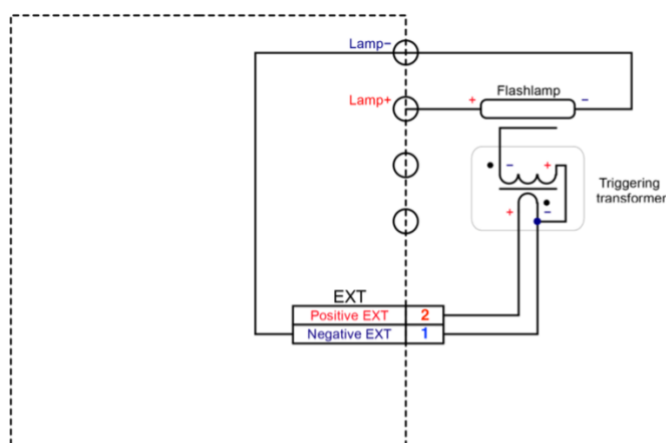 Lamp−
Lamp+
+ Flashlamp −
− +
+ −
Triggering
transformer
EXT
Positive EXT 2
Negative EXT 1